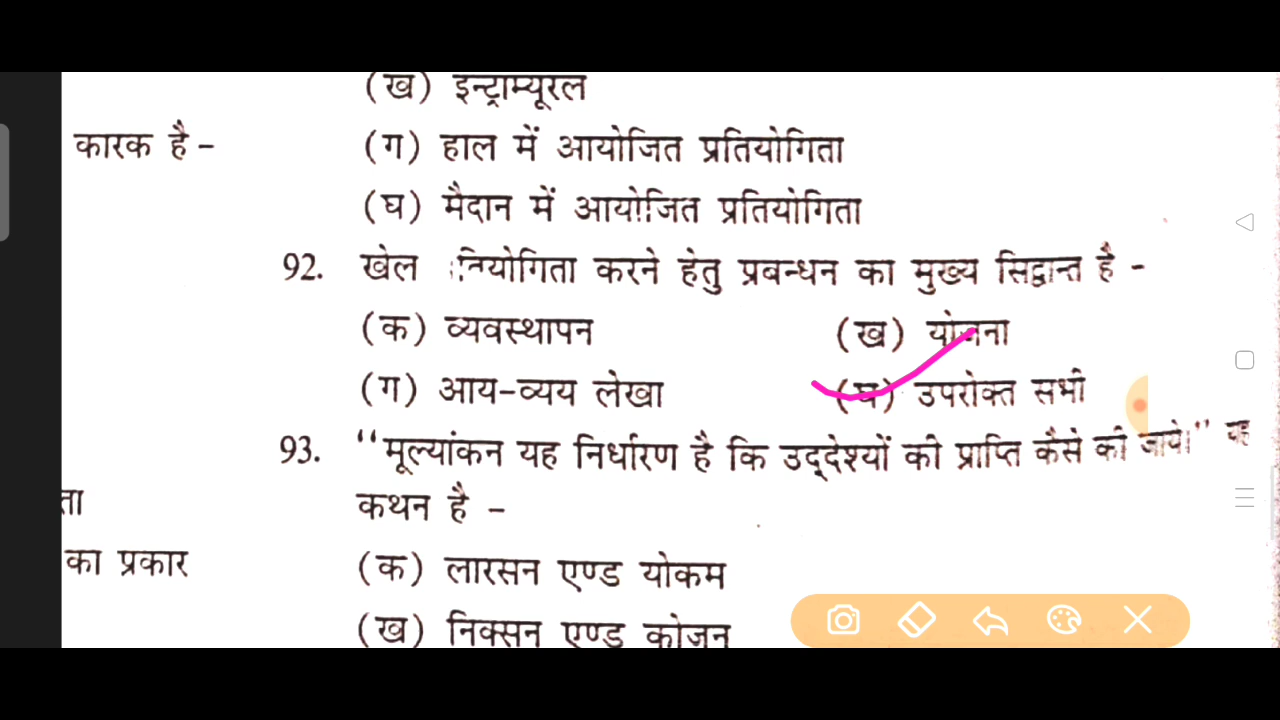 (ख) इन्ट्राम्यूरल
कारक है -
(ग) हाल में आयोजित प्रतियोगिता
(घ) मैदान में आयोजित प्रतियोगिता
92. खेल करने हेतु प्रबन्धन का मुख्य सिद्वान्त है -
(क) व्यवस्थापन (ख) योजना
(ग) आय-व्यय लेखा (घ) उपरोक्त सभी
93. “मूल्यांकन यह निर्धारण है कि उद्देश्यों की प्राप्ति कैसे की जाये।” यह
ता
कथन है -
का प्रकार
(क) लारसन एण्ड योकम
(ख) निक्सन एण्ड कोजन